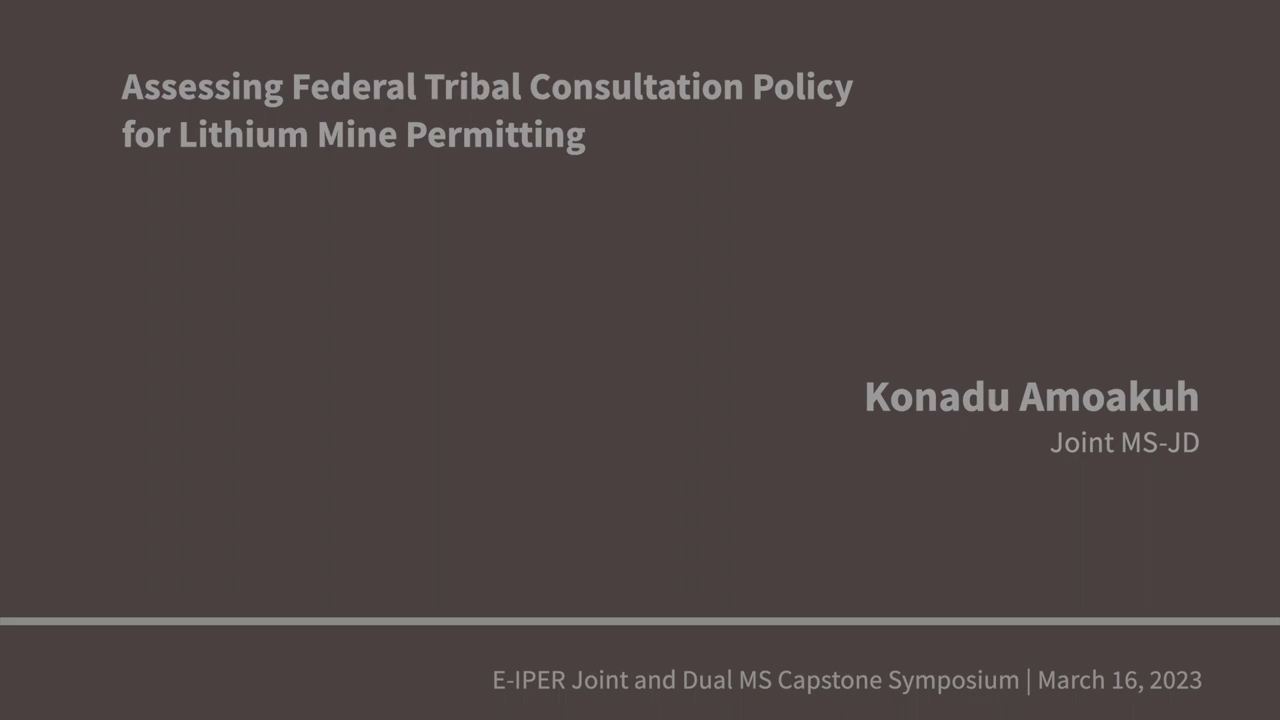 Assessing Federal Tribal Consultation Policy
for Lithium Mine Permitting
Konadu Amoakuh
Joint MS-JD
E-IPER Joint and Dual MS Capstone Symposium | March 16, 2023